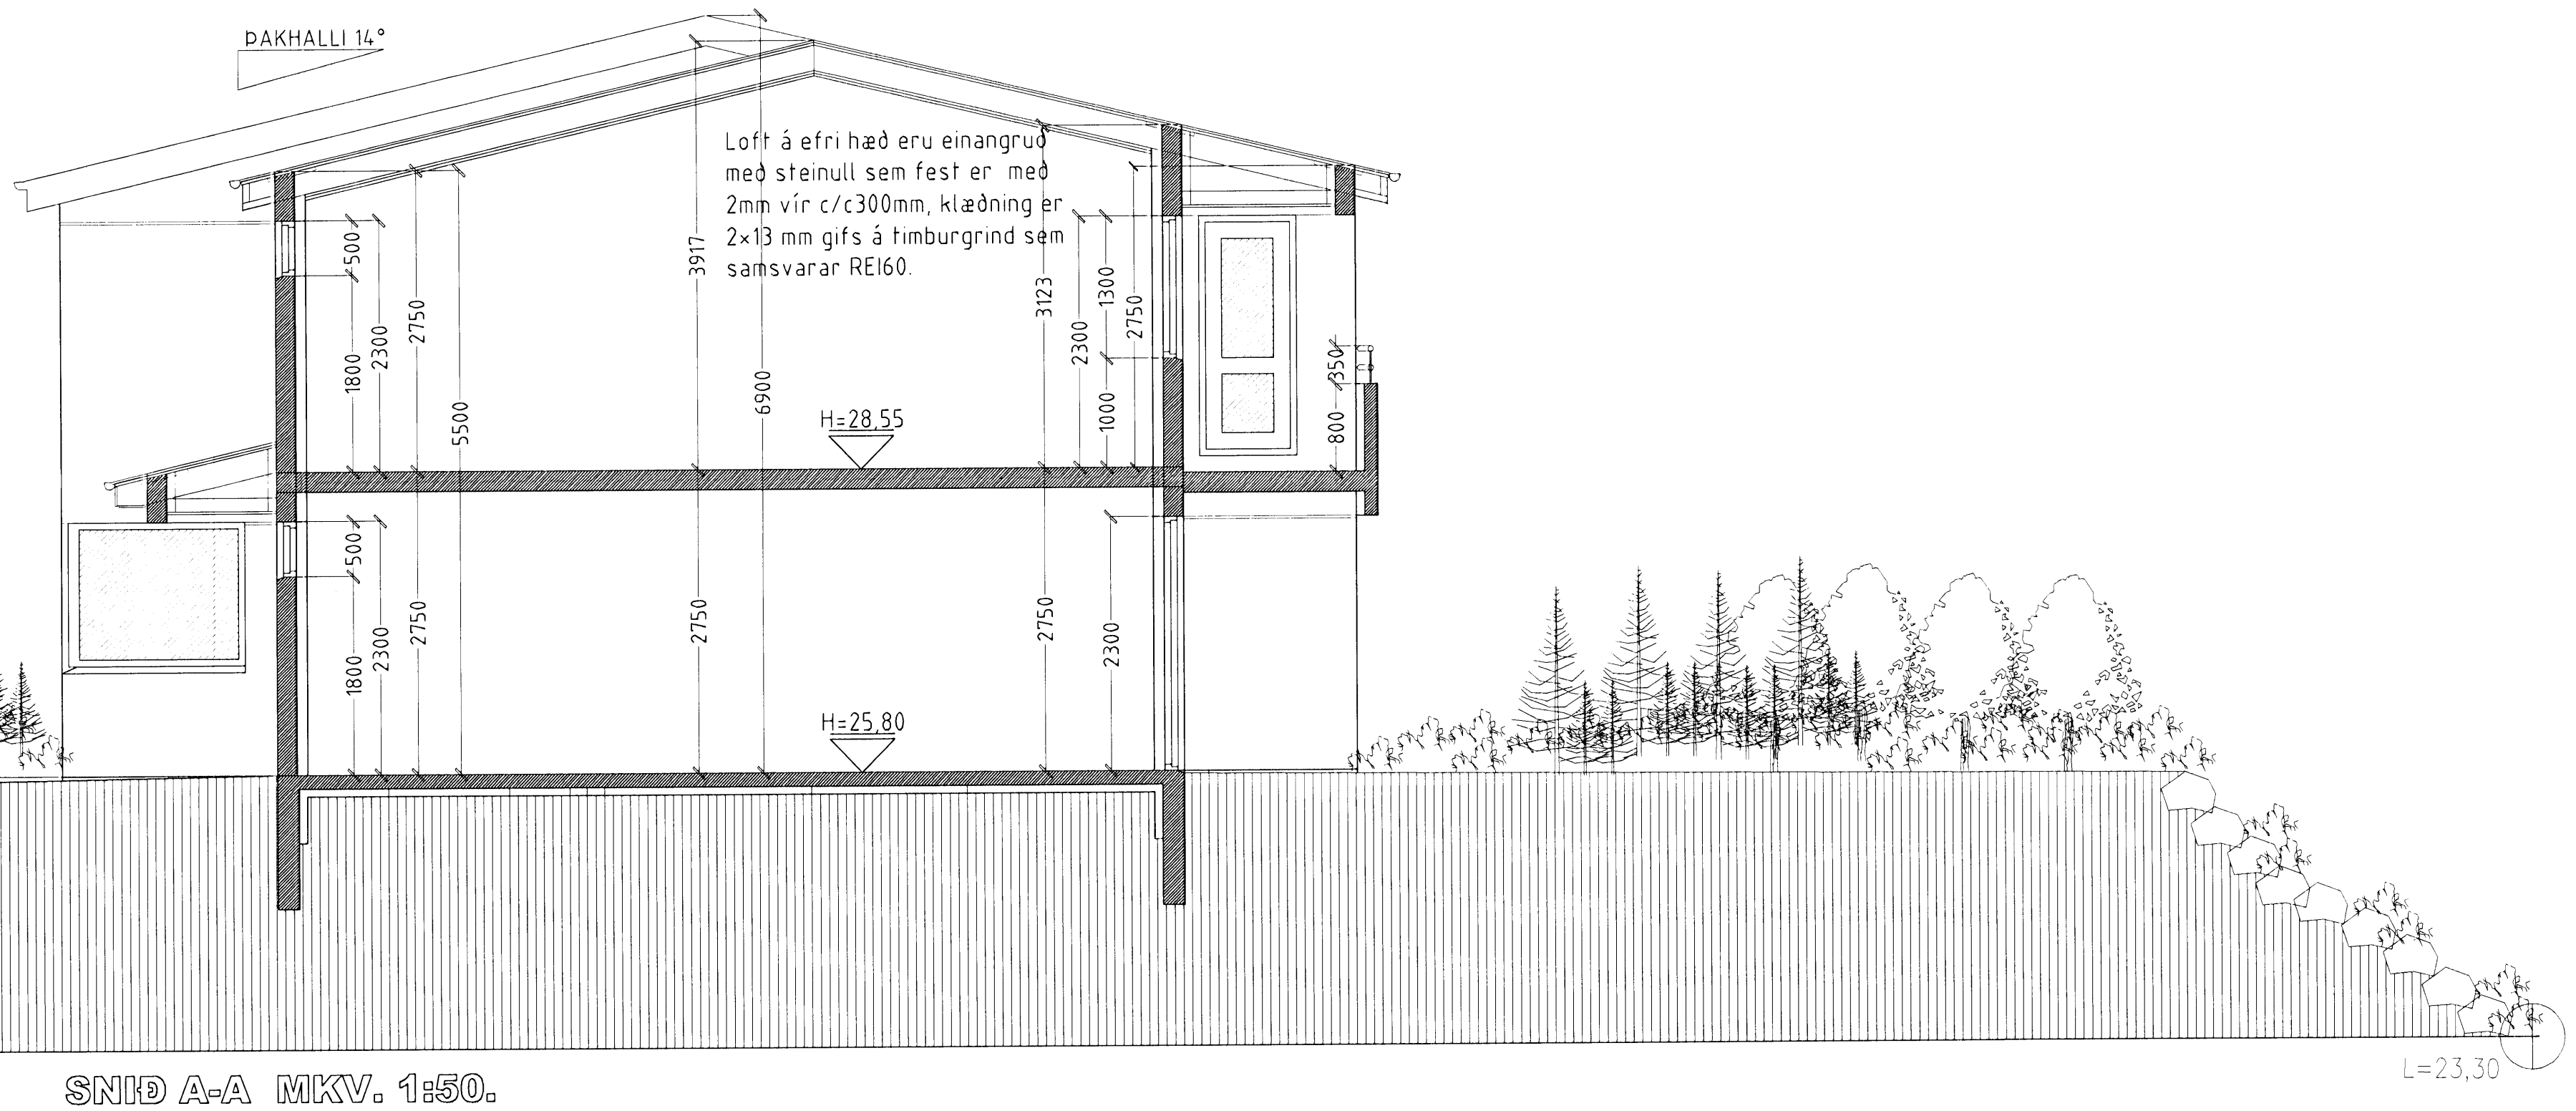 ÞAKHALLI 14°
Loft á efri hæð eru einangruð
með steinull sem fest er með
2mm vír c/c300mm, klæðning er
2×13 mm gifs á timburgrind sem
samsvarar REI60.
500
1800
2300
2750
5500
3917
6900
3123
2300
1300
1000
2750
350
800
H=28,55
500
1800
2300
2750
2750
2750
2300
H=25,80
L=23,30
SNIÐ A-A MKV. 1:50.